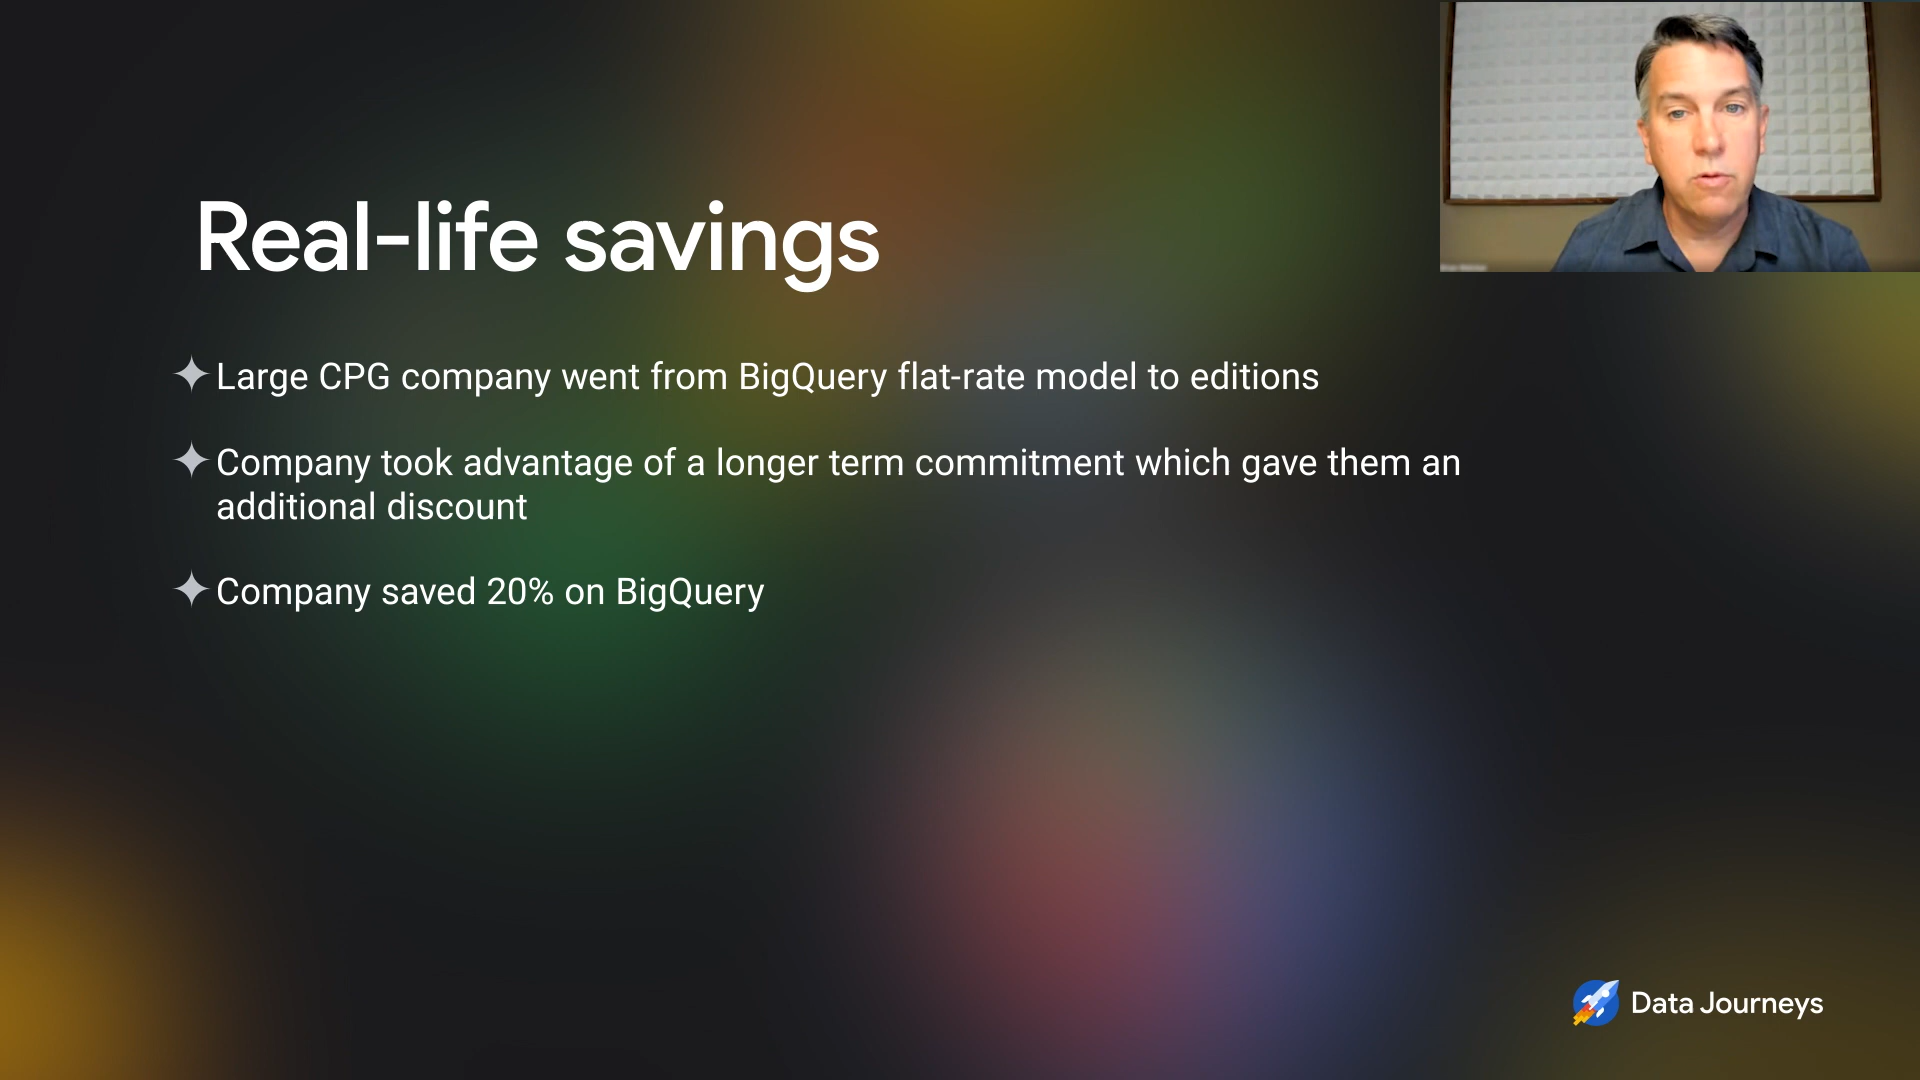 Real-life savings
Large CPG company went from BigQuery flat-rate model to editions
Company took advantage of a longer term commitment which gave them an
additional discount
Company saved 20% on BigQuery
Data Journeys